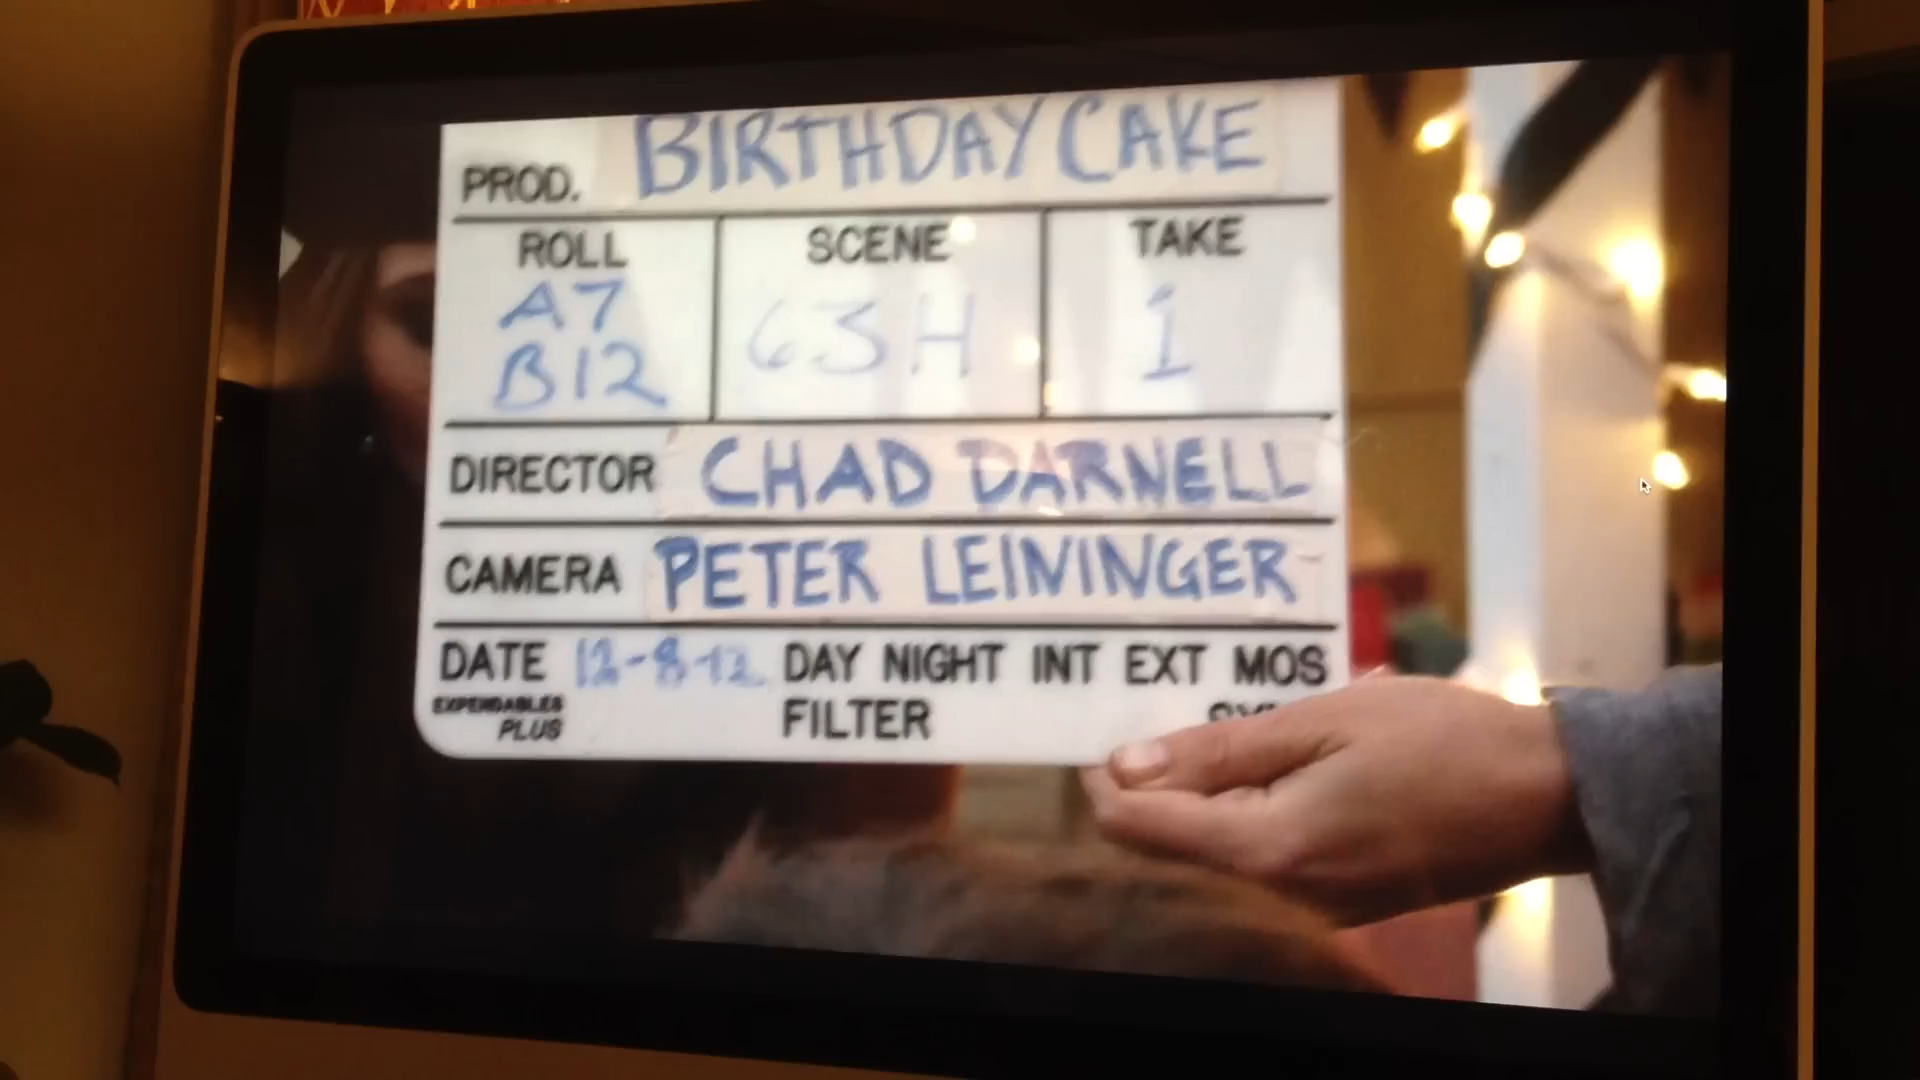 PROD. BIRTHDAY CAKE
ROLL SCENE TAKE
A7
B12
63H 1
DIRECTOR CHAD DARNELL
CAMERA PETER LEININGER
DATE 12-8-12 DAY NIGHT INT EXT MOS
EXPENDABLES
PLUS
FILTER